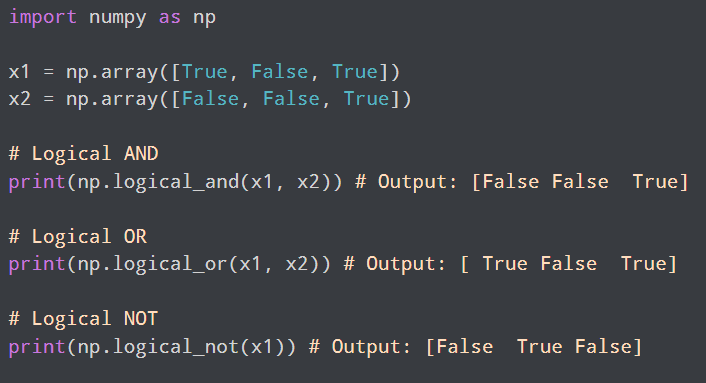 import numpy as np
x1 = np.array([True, False, True])
x2 = np.array([False, False, True])
# Logical AND
print(np.logical_and(x1, x2)) # Output: [False False  True]
# Logical OR
print(np.logical_or(x1, x2)) # Output: [ True False  True]
# Logical NOT
print(np.logical_not(x1)) # Output: [False  True False]